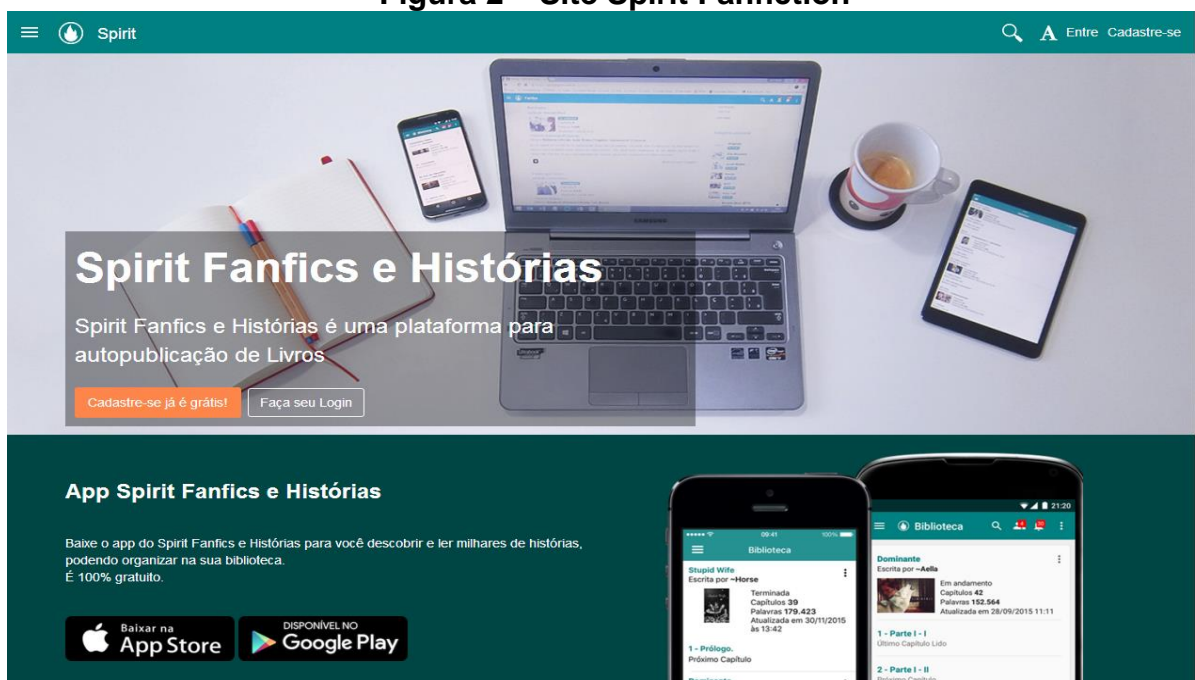 Spirit
Entre Cadastre-se
Spirit Fanfics e Histórias
Spirit Fanfics e Histórias é uma plataforma para
autopublicação de Livros
Cadastre-se já é grátis!
Faça seu Login
App Spirit Fanfics e Histórias
Baixe o app do Spirit Fanfics e Histórias para você descobrir e ler milhares de histórias,
podendo organizar na sua biblioteca.
É 100% gratuito.
Baixar na
App Store
DISPONÍVEL NO
Google Play
09:41
100%
Biblioteca
Stupid Wife
Escrita por ~Horse
Terminada
Capítulos 39
Palavras 179.423
Atualizada em 30/11/2015
às 13:42
1 - Prólogo.
Próximo Capítulo
21:20
Biblioteca
Dominante
Escrita por ~Aella
Em andamento
Capítulos 42
Palavras 152.564
Atualizada em 28/09/2015 11:11
1 - Parte I - I
Último Capítulo Lido
2 - Parte I - II